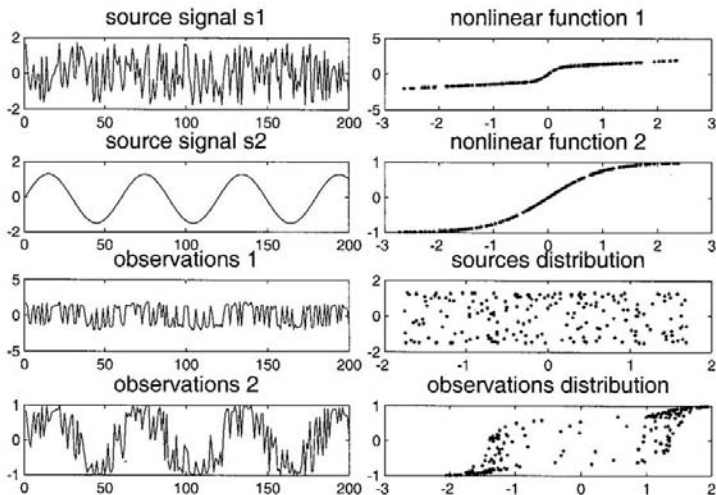 source signal s1
nonlinear function 1
2
0
-2
0 50 100 150 200
5
0
-5
-3 -2 -1 0 1 2 3
source signal s2
nonlinear function 2
2
0
-2
0 50 100 150 200
1
0
-1
-3 -2 -1 0 1 2 3
observations 1
sources distribution
5
0
-5
0 50 100 150 200
2
0
-2
-2 -1 0 1 2
observations 2
observations distribution
1
0
-1
0 50 100 150 200
1
0
-1
-3 -2 -1 0 1 2